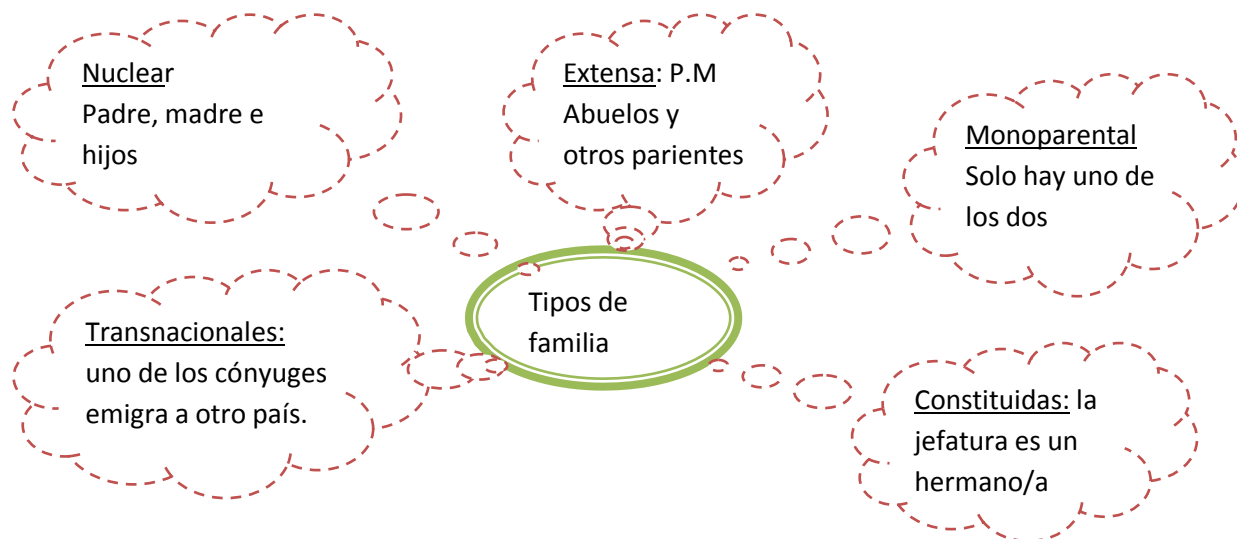 Nuclear
Padre, madre e
hijos
Extensa: P.M
Abuelos y
otros parientes
Monoparental
Solo hay uno de
los dos
Tipos de
familia
Transnacionales:
uno de los cónyuges
emigra a otro país.
Constituidas: la
jefatura es un
hermano/a